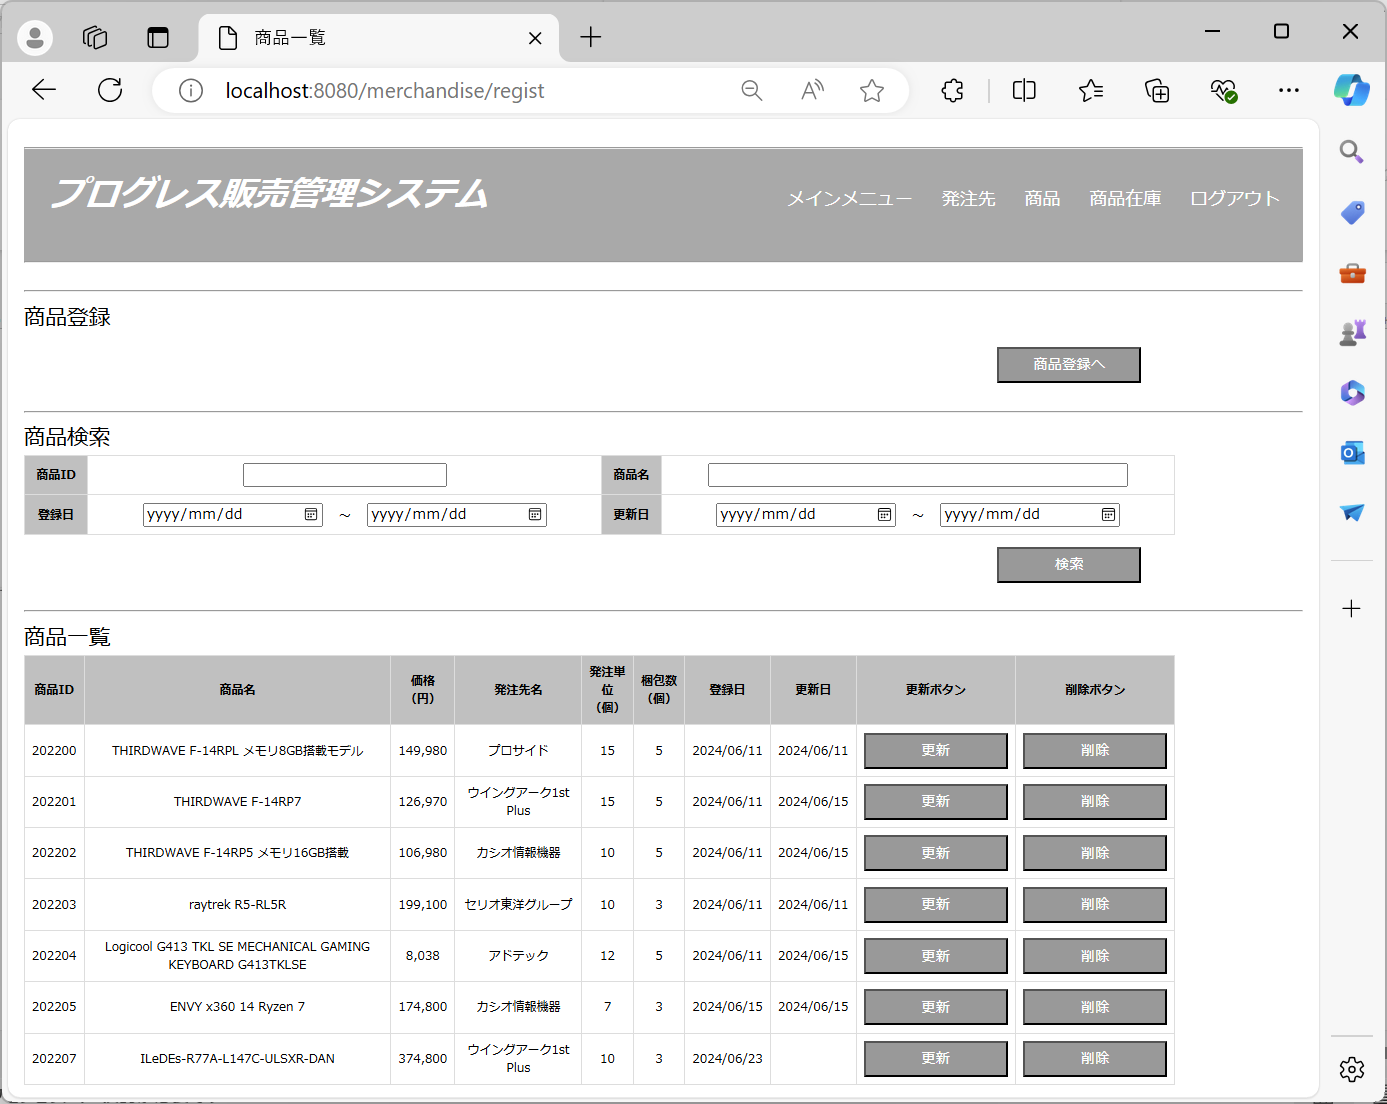 商品一覧
localhost:8080/merchandise/regist
プログレス販売管理システム
メインメニュー 発注先 商品 商品在庫 ログアウト
商品登録
商品登録へ
商品検索
商品ID 商品名
登録日 yyyy/mm/dd ～ yyyy/mm/dd 更新日 yyyy/mm/dd ～ yyyy/mm/dd
検索
商品一覧
商品ID 商品名 価格（円） 発注先名 発注単位（個） 梱包数（個） 登録日 更新日 更新ボタン 削除ボタン
202200 THIRDWAVE F-14RPL メモリ8GB搭載モデル 149,980 プロサイド 15 5 2024/06/11 2024/06/11 更新 削除
202201 THIRDWAVE F-14RP7 126,970 ウイングアーク1st Plus 15 5 2024/06/11 2024/06/15 更新 削除
202202 THIRDWAVE F-14RP5 メモリ16GB搭載 106,980 カシオ情報機器 10 5 2024/06/11 2024/06/15 更新 削除
202203 raytrek R5-RL5R 199,100 セリオ東洋グループ 10 3 2024/06/11 2024/06/11 更新 削除
202204 Logicool G413 TKL SE MECHANICAL GAMING KEYBOARD G413TKLSE 8,038 アドテック 12 5 2024/06/11 2024/06/15 更新 削除
202205 ENVY x360 14 Ryzen 7 174,800 カシオ情報機器 7 3 2024/06/15 2024/06/15 更新 削除
202207 ILeDEs-R77A-L147C-ULSXR-DAN 374,800 ウイングアーク1st Plus 10 3 2024/06/23 更新 削除